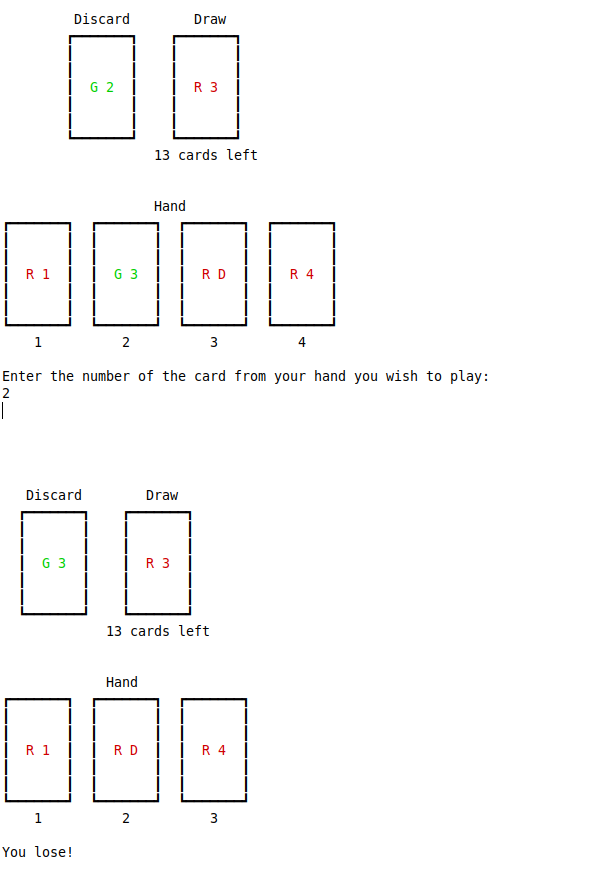 Discard Draw
G 2 R 3
13 cards left
Hand
R 1 G 3 R D R 4
1 2 3 4
Enter the number of the card from your hand you wish to play:
2
Discard Draw
G 3 R 3
13 cards left
Hand
R 1 R D R 4
1 2 3
You lose!